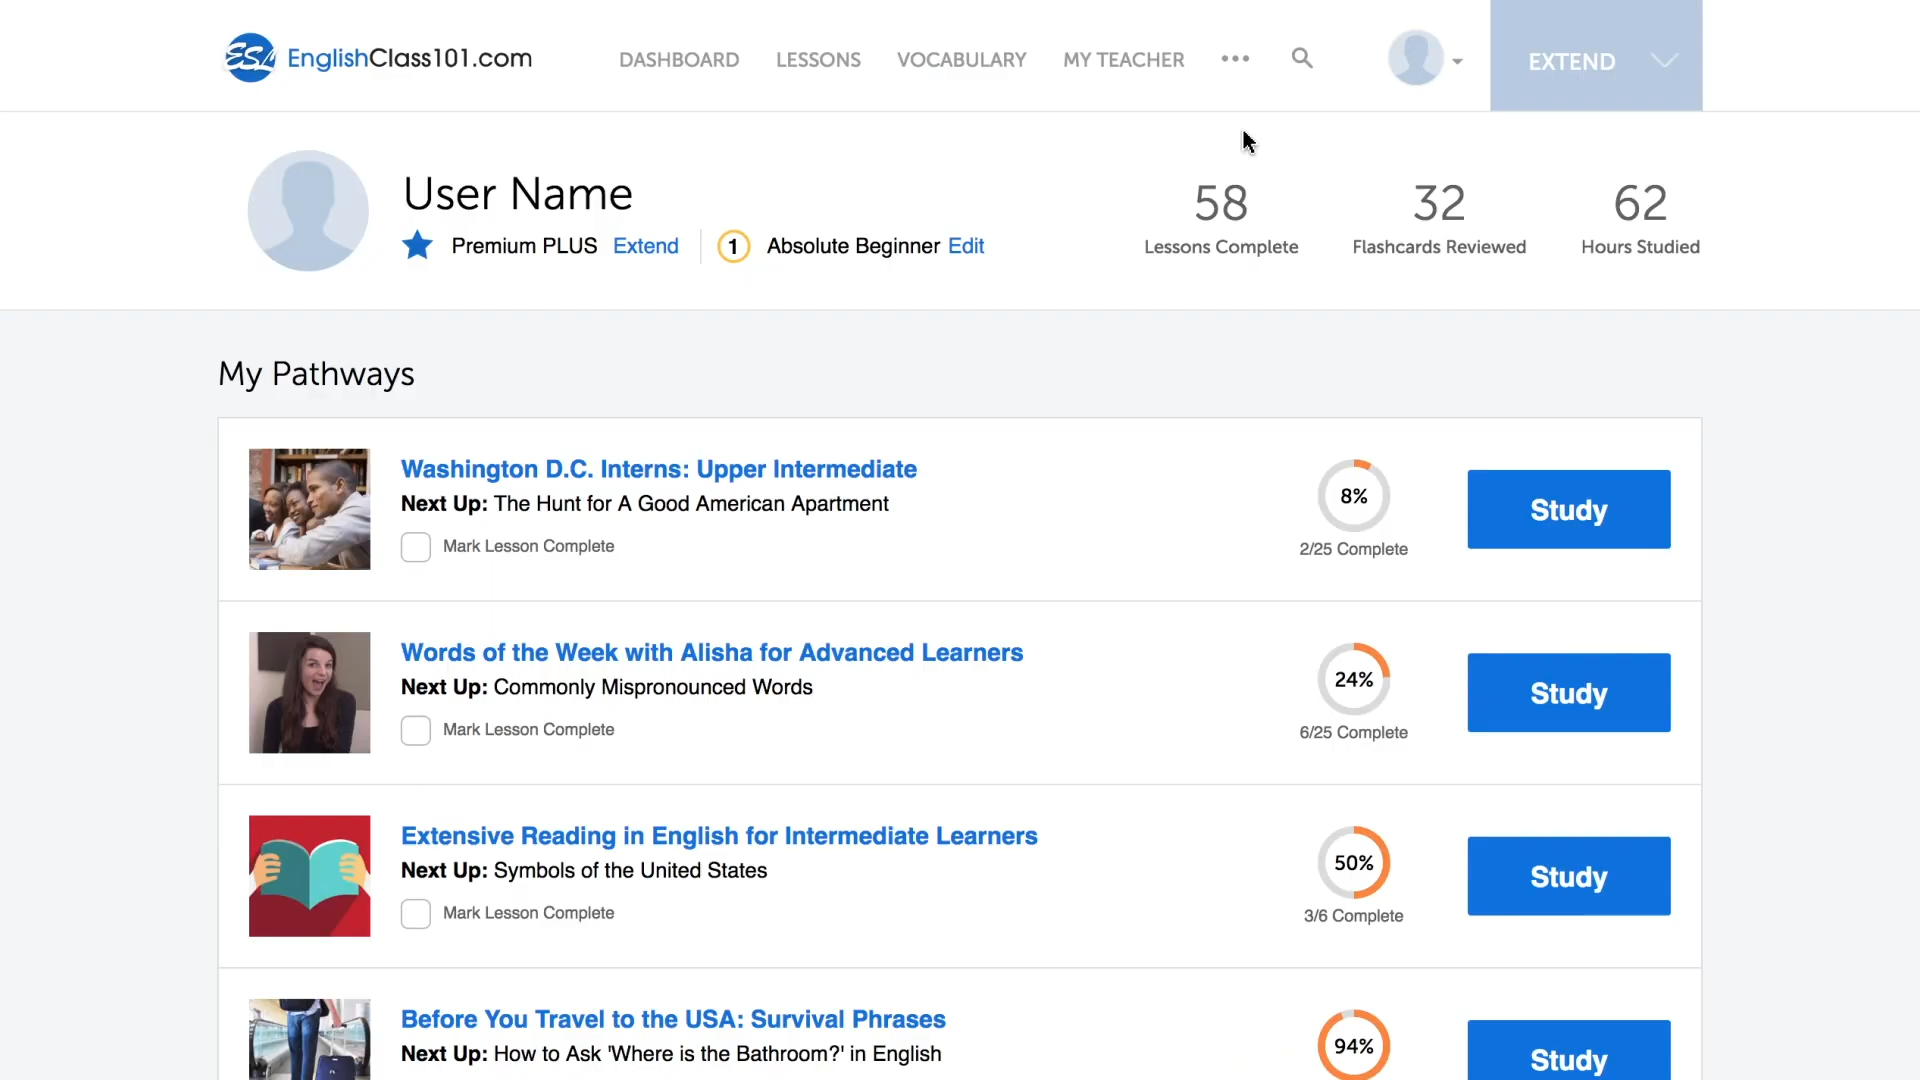 ESL EnglishClass101.com
DASHBOARD LESSONS VOCABULARY MY TEACHER
EXTEND
User Name
Premium PLUS Extend
1 Absolute Beginner Edit
58
Lessons Complete
32
Flashcards Reviewed
62
Hours Studied
My Pathways
Washington D.C. Interns: Upper Intermediate
Next Up: The Hunt for A Good American Apartment
Mark Lesson Complete
8%
2/25 Complete
Study
Words of the Week with Alisha for Advanced Learners
Next Up: Commonly Mispronounced Words
Mark Lesson Complete
24%
6/25 Complete
Study
Extensive Reading in English for Intermediate Learners
Next Up: Symbols of the United States
Mark Lesson Complete
50%
3/6 Complete
Study
Before You Travel to the USA: Survival Phrases
Next Up: How to Ask 'Where is the Bathroom?' in English
94%
Study